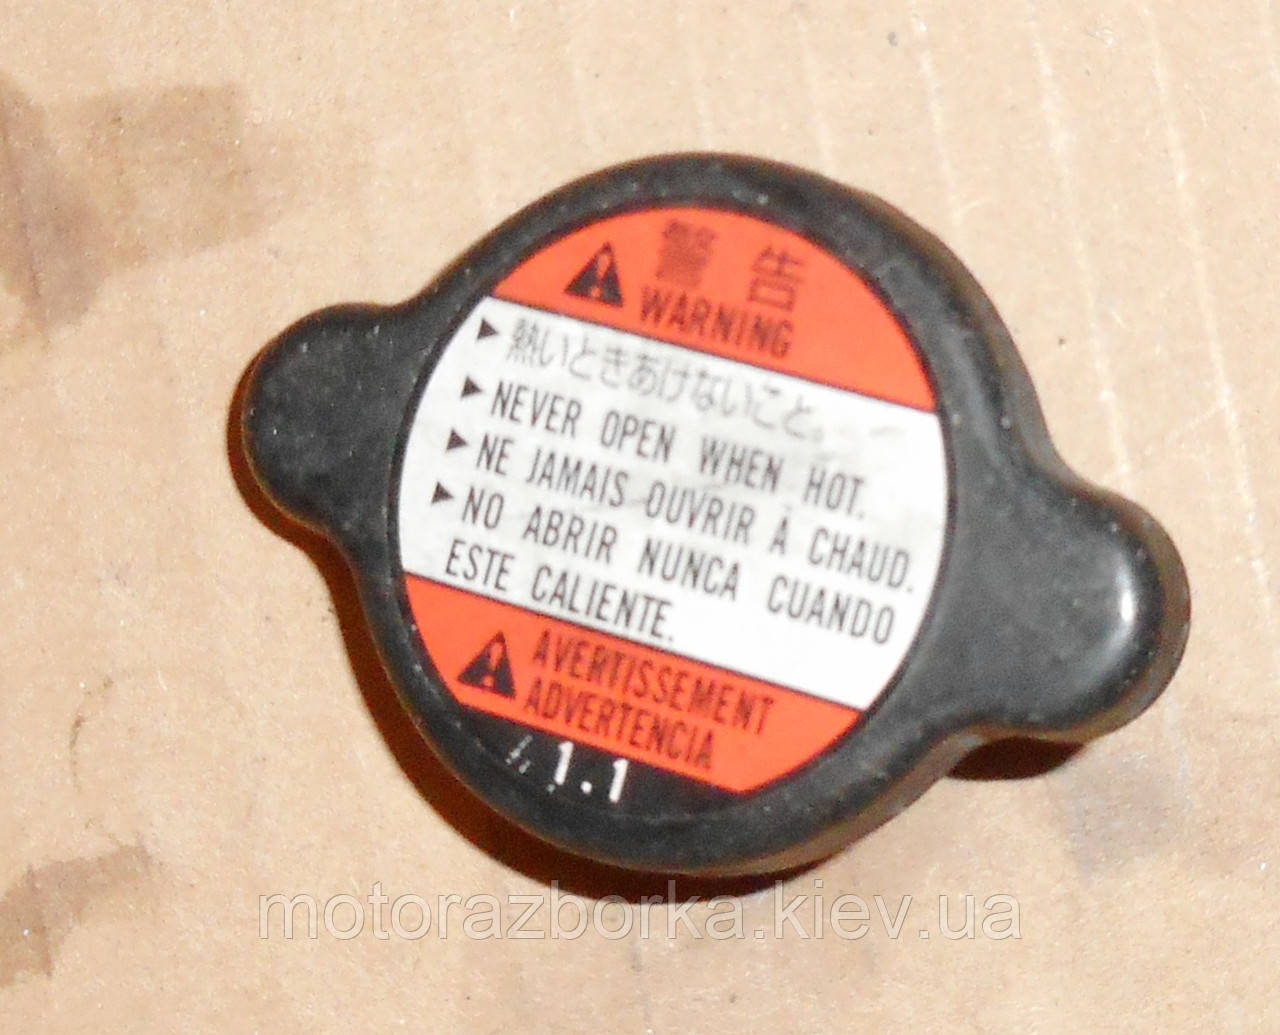 警告
WARNING
熱いときあけないこと。
NEVER OPEN WHEN HOT.
NE JAMAIS OUVRIR À CHAUD.
NO ABRIR NUNCA CUANDO
ESTE CALIENTE.
AVERTISSEMENT
ADVERTENCIA
1.1
motorazborka.kiev.ua